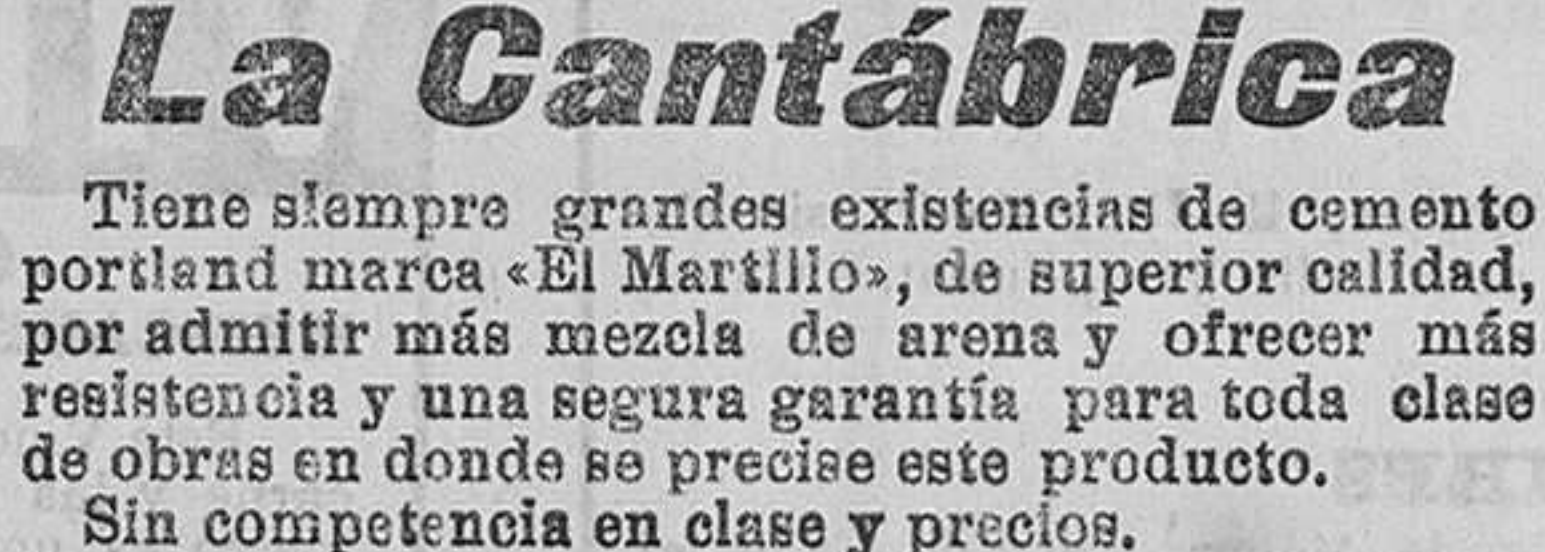 La Cantábrica
Tiene siempre grandes existencias de cemento
portland marca «El Martillo», de superior calidad,
por admitir más mezcla de arena y ofrecer más
resistencia y una segura garantía para toda clase
de obras en donde se precise este producto.
Sin competencia en clase y precios.